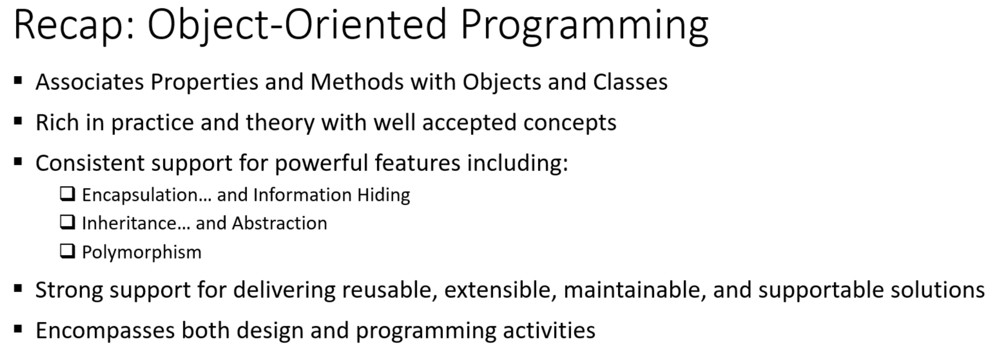 Recap: Object-Oriented Programming
▪ Associates Properties and Methods with Objects and Classes
▪ Rich in practice and theory with well accepted concepts
▪ Consistent support for powerful features including:
❑ Encapsulation... and Information Hiding
❑ Inheritance... and Abstraction
❑ Polymorphism
▪ Strong support for delivering reusable, extensible, maintainable, and supportable solutions
▪ Encompasses both design and programming activities